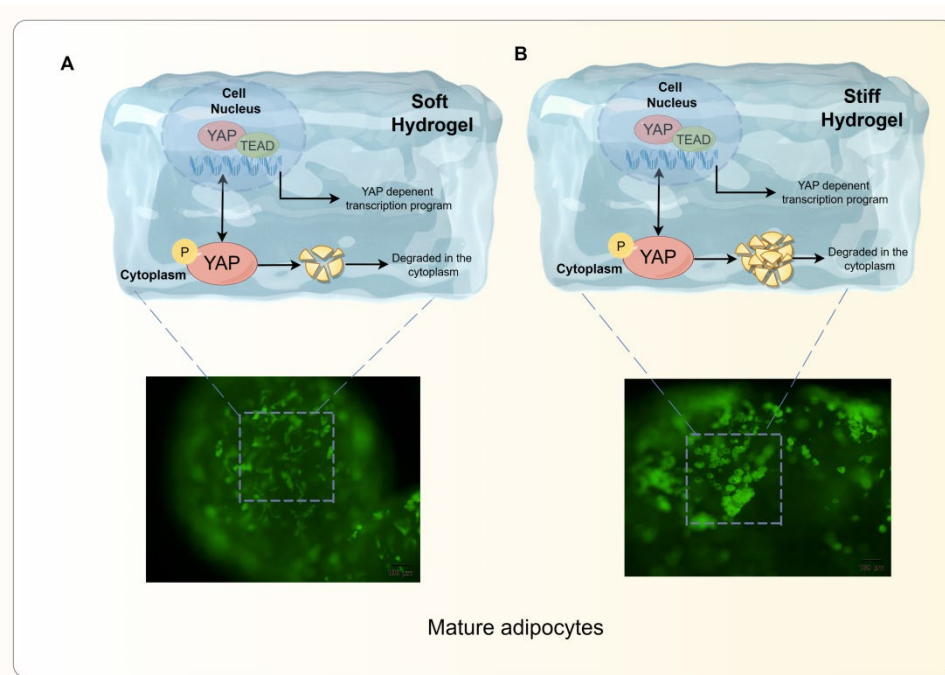 A
Cell
Nucleus
Soft
Hydrogel
YAP
TEAD
YAP depenent
transcription program
P
YAP
Cytoplasm
Degraded in the
cytoplasm
B
Cell
Nucleus
Stiff
Hydrogel
YAP
TEAD
YAP depenent
transcription program
P
YAP
Cytoplasm
Degraded in the
cytoplasm
100 µm
100 µm
Mature adipocytes